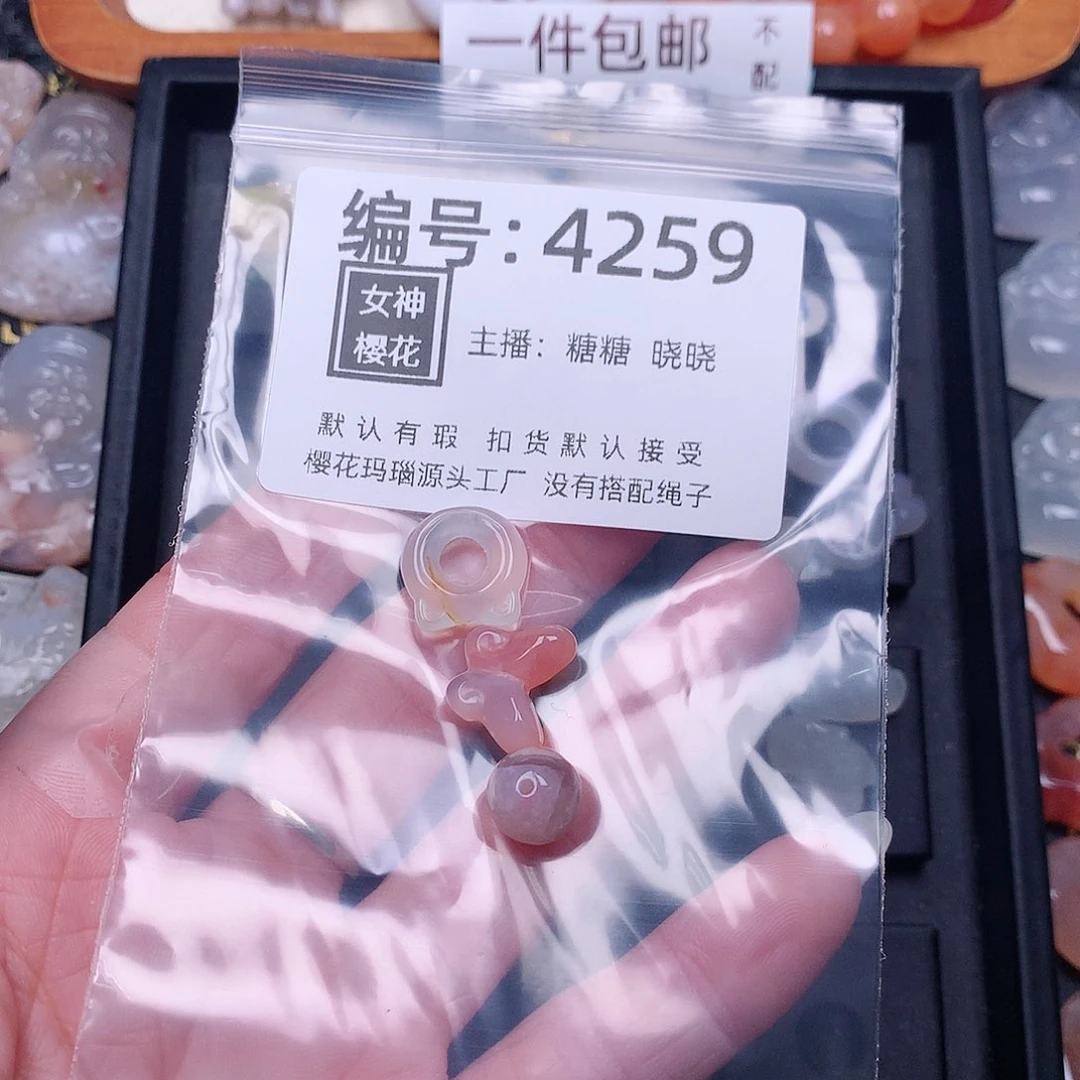 一件包邮
不
配
编号：4259
女神
樱花
主播：糖糖 晓晓
默认有瑕 扣货默认接受
樱花玛瑙源头工厂 没有搭配绳子